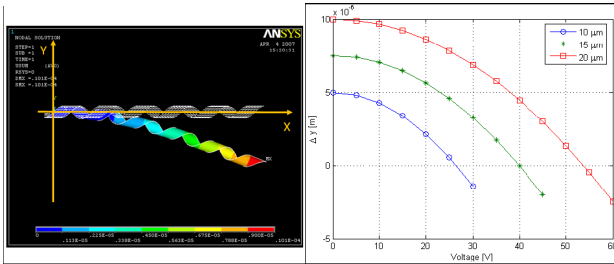 1
NODAL SOLUTION
STEP=1
SUB =1
TIME=1
USUM (AVG)
RSYS=0
DMX =.101E-04
SMX =.101E-04
ANSYS
APR 4 2007
Y
X
MX
0 .225E-05 .450E-05 .675E-05 .900E-05
.113E-05 .338E-05 .563E-05 .788E-05 .101E-04
x 10⁻⁶
10
5
0
-5
Δ y [m]
10 μm
15 μm
20 μm
0 10 20 30 40 50 60
Voltage [V]